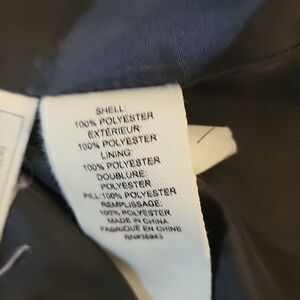 SHELL:
100% POLYESTER
EXTÉRIEUR:
100% POLYESTER
LINING
100% POLYESTER
DOUBLURE:
POLYESTER
FILL:100% POLYESTER
REMPLISSAGE:
100% POLYESTER
MADE IN CHINA
FABRIQUÉ EN CHINE